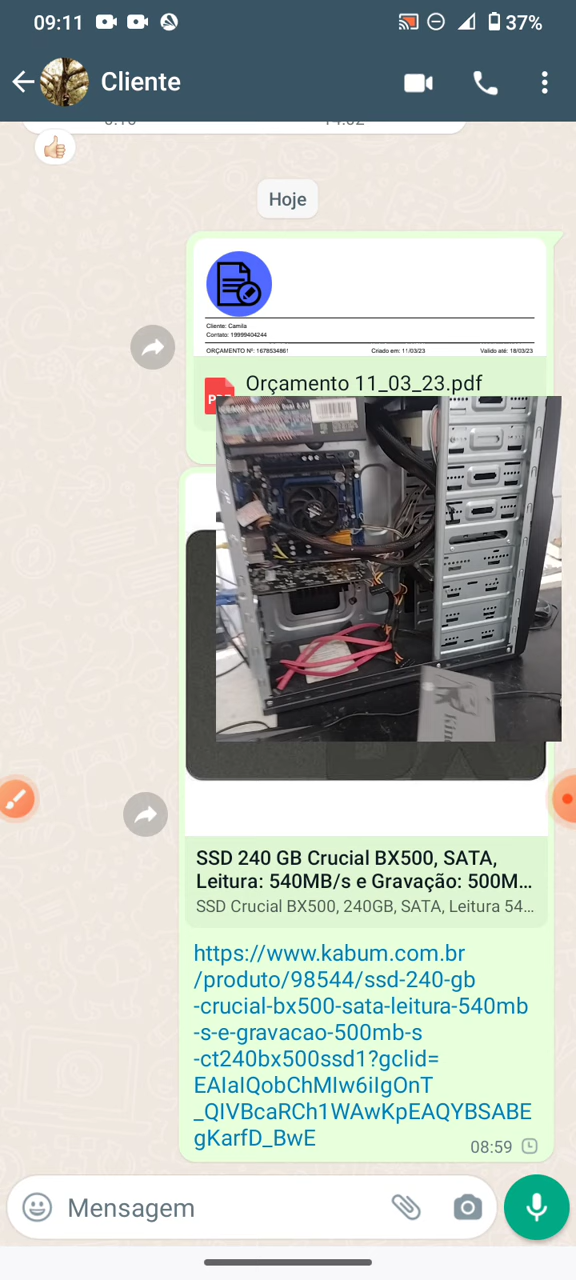 09:11
37%
Cliente
Hoje
Cliente: Camila
Contato: 19999404244
ORÇAMENTO Nº: 1678534861
Criado em: 11/03/23
Valido até: 18/03/23
Orçamento 11_03_23.pdf
SSD 240 GB Crucial BX500, SATA,
Leitura: 540MB/s e Gravação: 500M...
SSD Crucial BX500, 240GB, SATA, Leitura 54...
https://www.kabum.com.br
/produto/98544/ssd-240-gb
-crucial-bx500-sata-leitura-540mb
-s-e-gravacao-500mb-s
-ct240bx500ssd1?gclid=
EAIaIQobChMIw6iIgOnT
_QIVBcaRCh1WAwKpEAQYBSABE
gKarfD_BwE
08:59
Mensagem